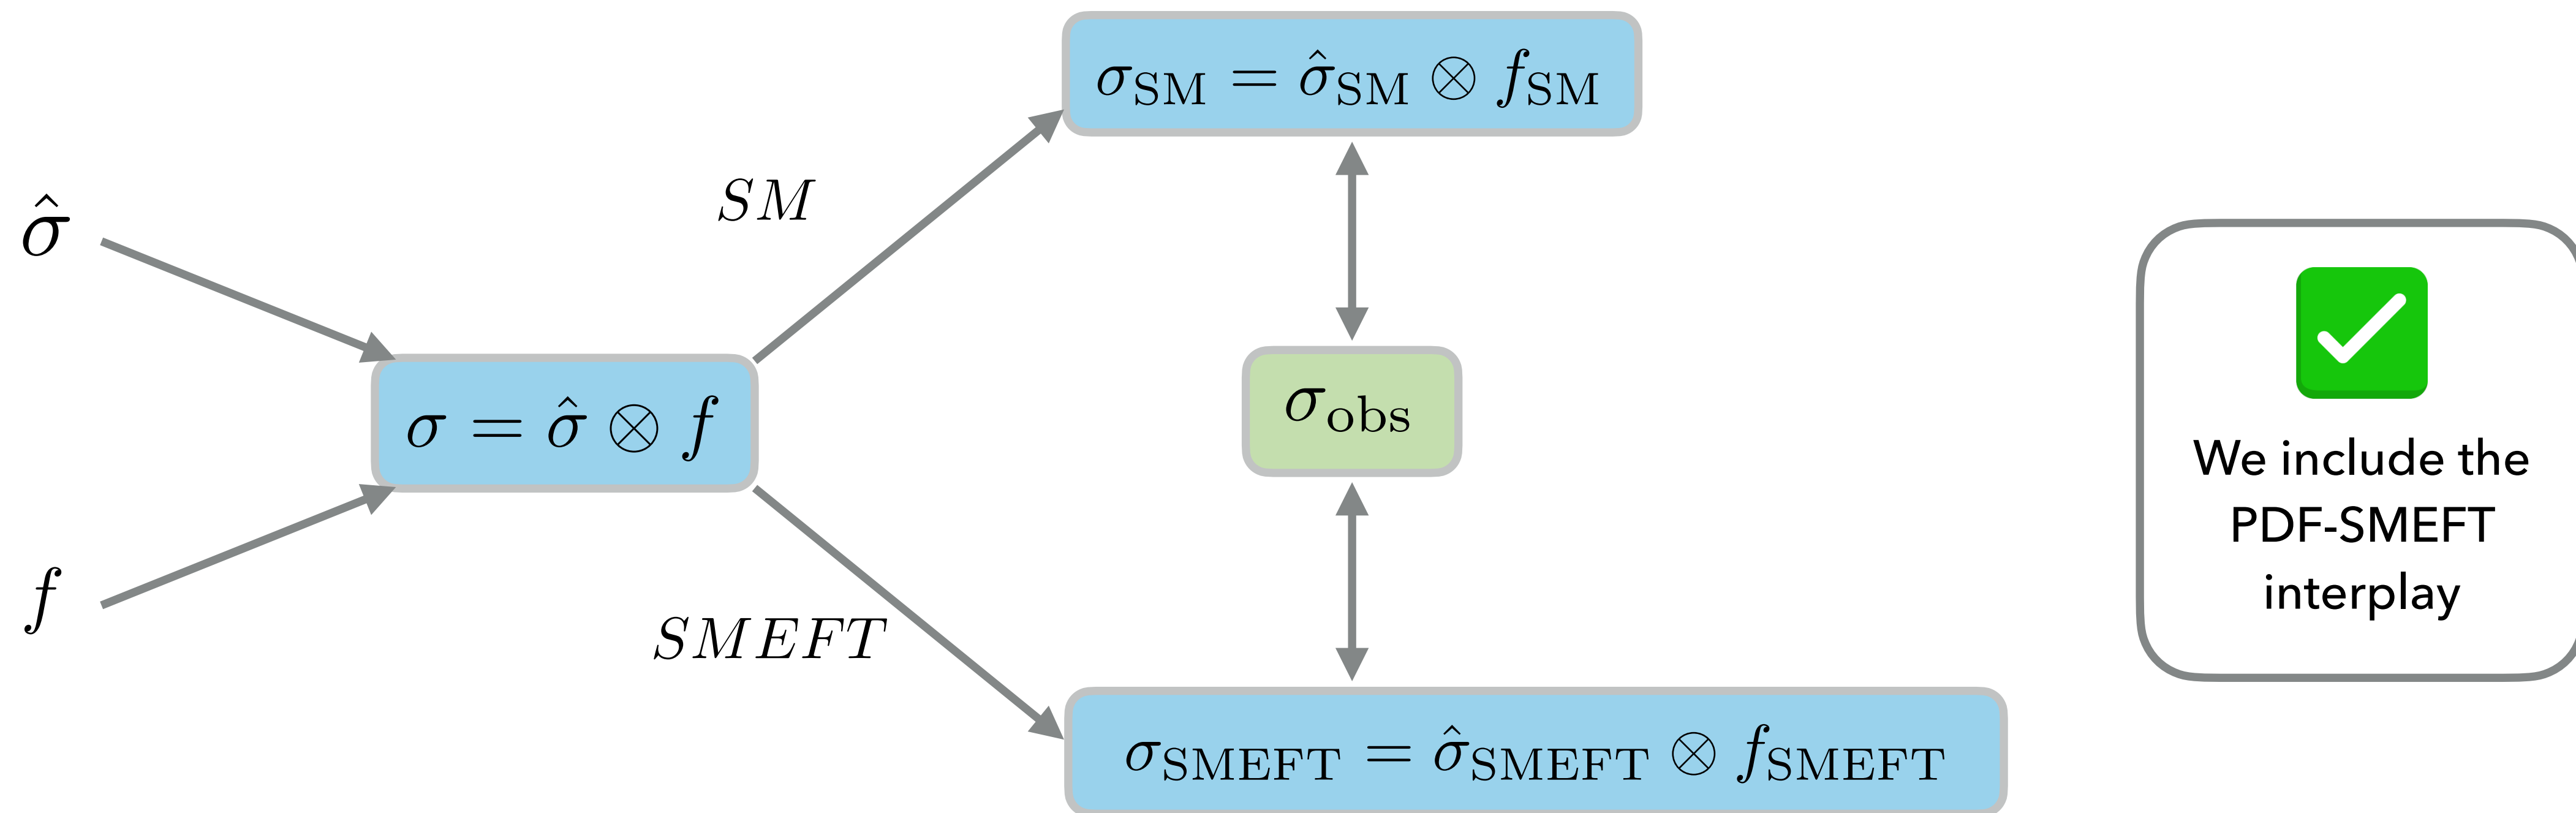 σ_SM = σ̂_SM ⊗ f_SM
SM
σ̂
σ = σ̂ ⊗ f
σ_obs
f
SMEFT
σ_SMEFT = σ̂_SMEFT ⊗ f_SMEFT
We include the
PDF-SMEFT
interplay